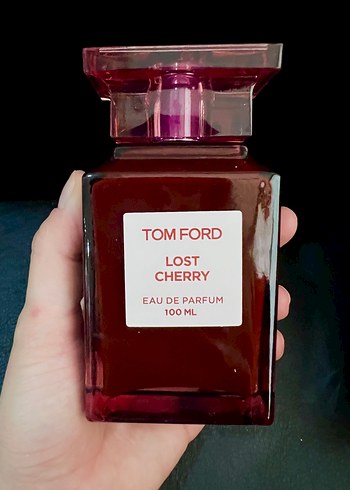 TOM FORD
LOST
CHERRY
EAU DE PARFUM
100 ML